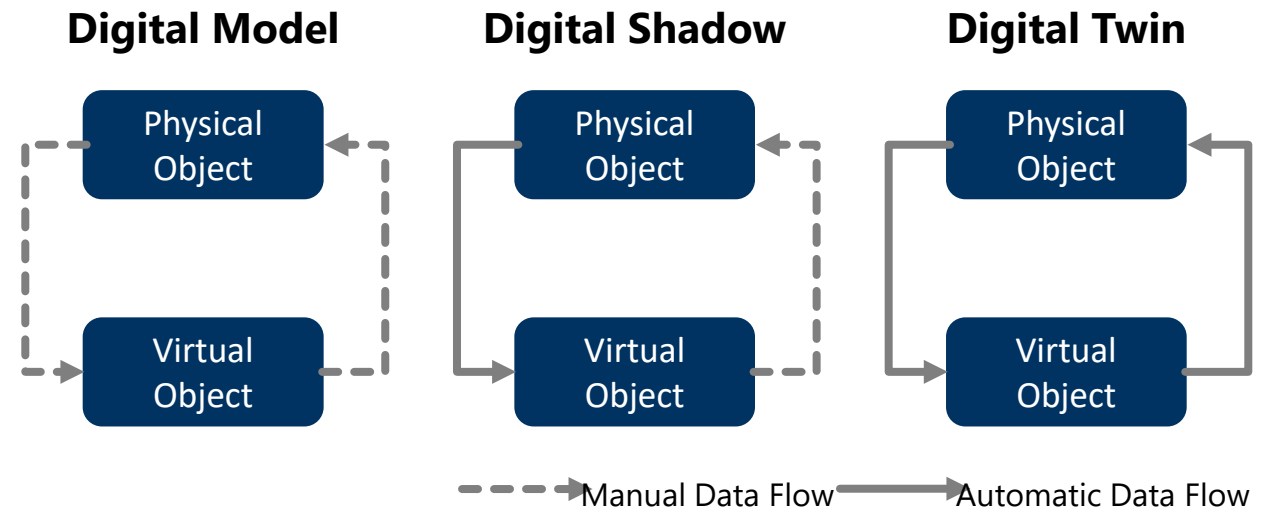 Digital Model
Digital Shadow
Digital Twin
Physical
Object
Physical
Object
Physical
Object
Virtual
Object
Virtual
Object
Virtual
Object
Manual Data Flow
Automatic Data Flow